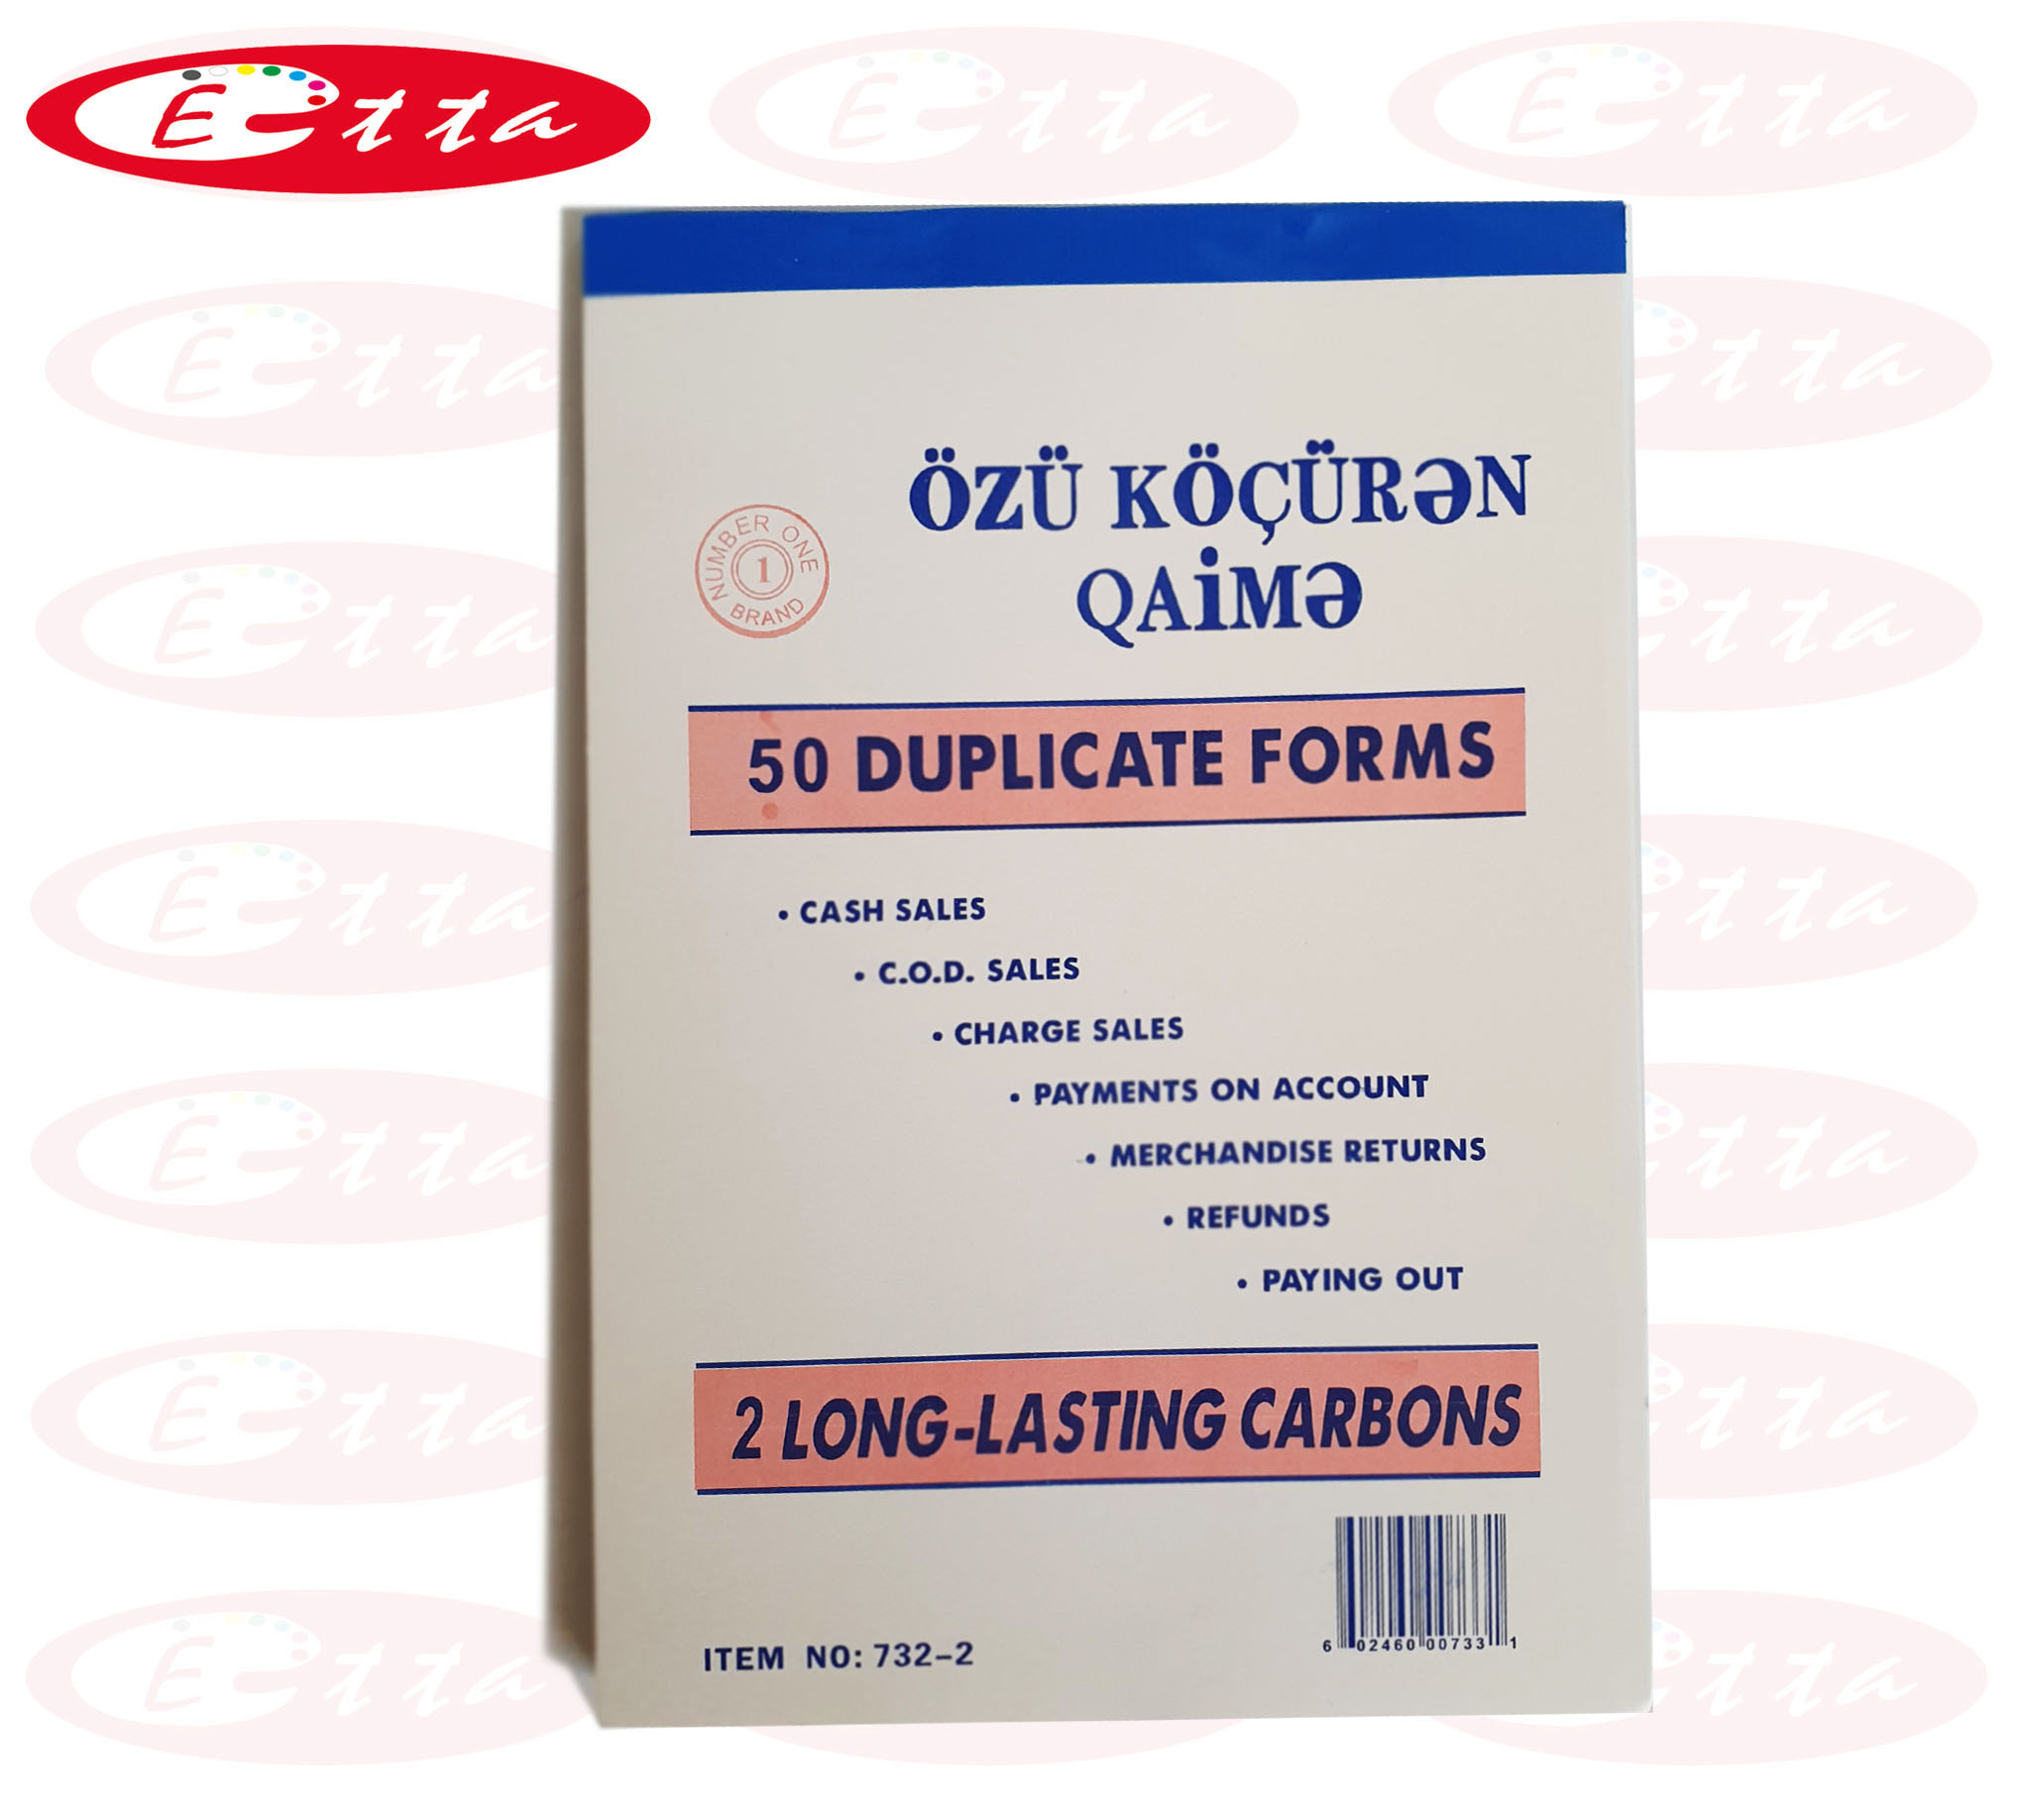 Etta
ÖZÜ KÖÇÜRƏN
QAİMƏ
NUMBER ONE
1
BRAND
50 DUPLICATE FORMS
• CASH SALES
• C.O.D. SALES
• CHARGE SALES
• PAYMENTS ON ACCOUNT
• MERCHANDISE RETURNS
• REFUNDS
• PAYING OUT
2 LONG-LASTING CARBONS
ITEM NO: 732-2
6 02460 00733 1